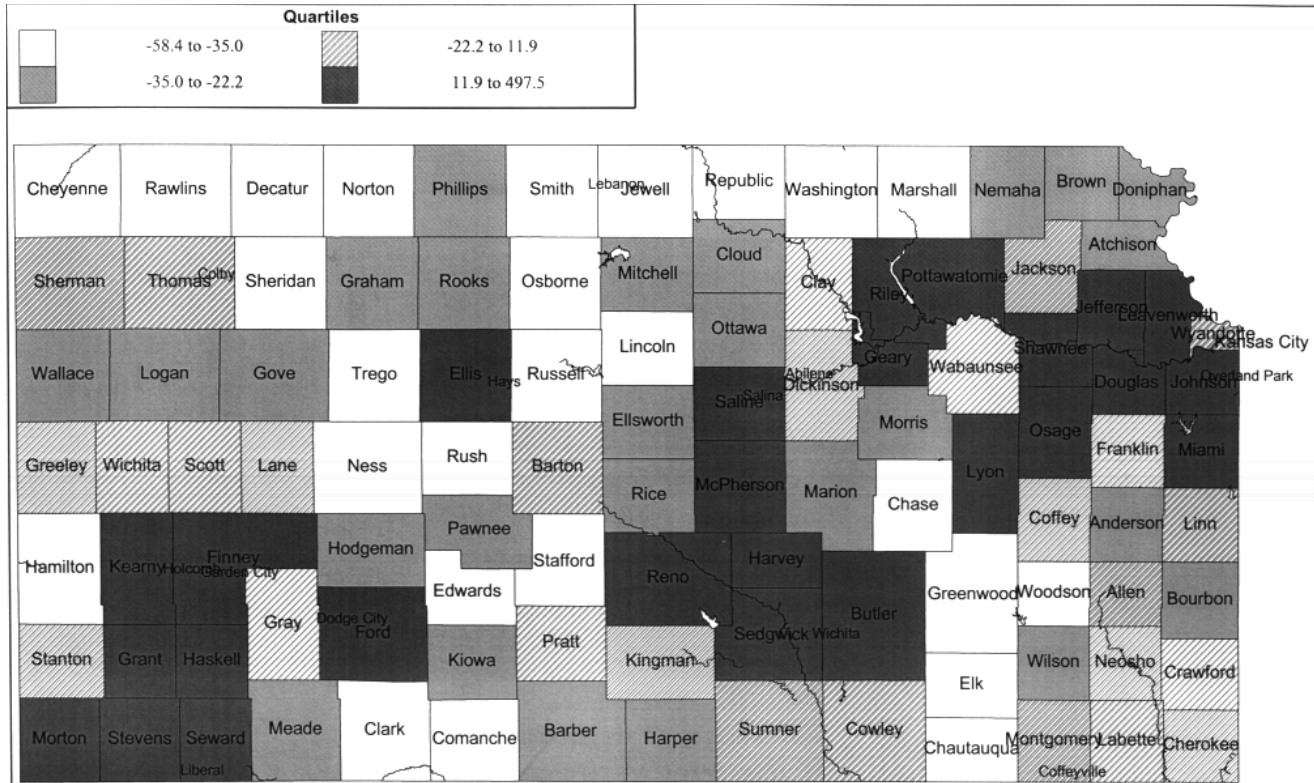 Quartiles
-58.4 to -35.0
-22.2 to 11.9
-35.0 to -22.2
11.9 to 497.5
Cheyenne
Rawlins
Decatur
Norton
Phillips
Smith
Lebanon
Jewell
Republic
Washington
Marshall
Nemaha
Brown
Doniphan
Sherman
Thomas
Colby
Sheridan
Graham
Rooks
Osborne
Mitchell
Cloud
Clay
Riley
Pottawatomie
Jackson
Atchison
Jefferson
Leavenworth
Wyandotte
Kansas City
Wallace
Logan
Gove
Trego
Ellis
Hays
Russell
Lincoln
Ottawa
Saline
Salina
Abilene
Dickinson
Geary
Wabaunsee
Shawnee
Douglas
Johnson
Overland Park
Greeley
Wichita
Scott
Lane
Ness
Rush
Barton
Ellsworth
Rice
McPherson
Marion
Morris
Chase
Lyon
Osage
Franklin
Miami
Hamilton
Kearny
Holcomb
Finney
Garden City
Hodgeman
Pawnee
Edwards
Stafford
Reno
Harvey
Butler
Greenwood
Coffey
Anderson
Linn
Woodson
Allen
Bourbon
Stanton
Grant
Haskell
Gray
Dodge City
Ford
Kiowa
Pratt
Kingman
Sedgwick
Wichita
Elk
Wilson
Neosho
Crawford
Morton
Stevens
Seward
Liberal
Meade
Clark
Comanche
Barber
Harper
Sumner
Cowley
Chautauqua
Montgomery
Coffeyville
Labette
Cherokee